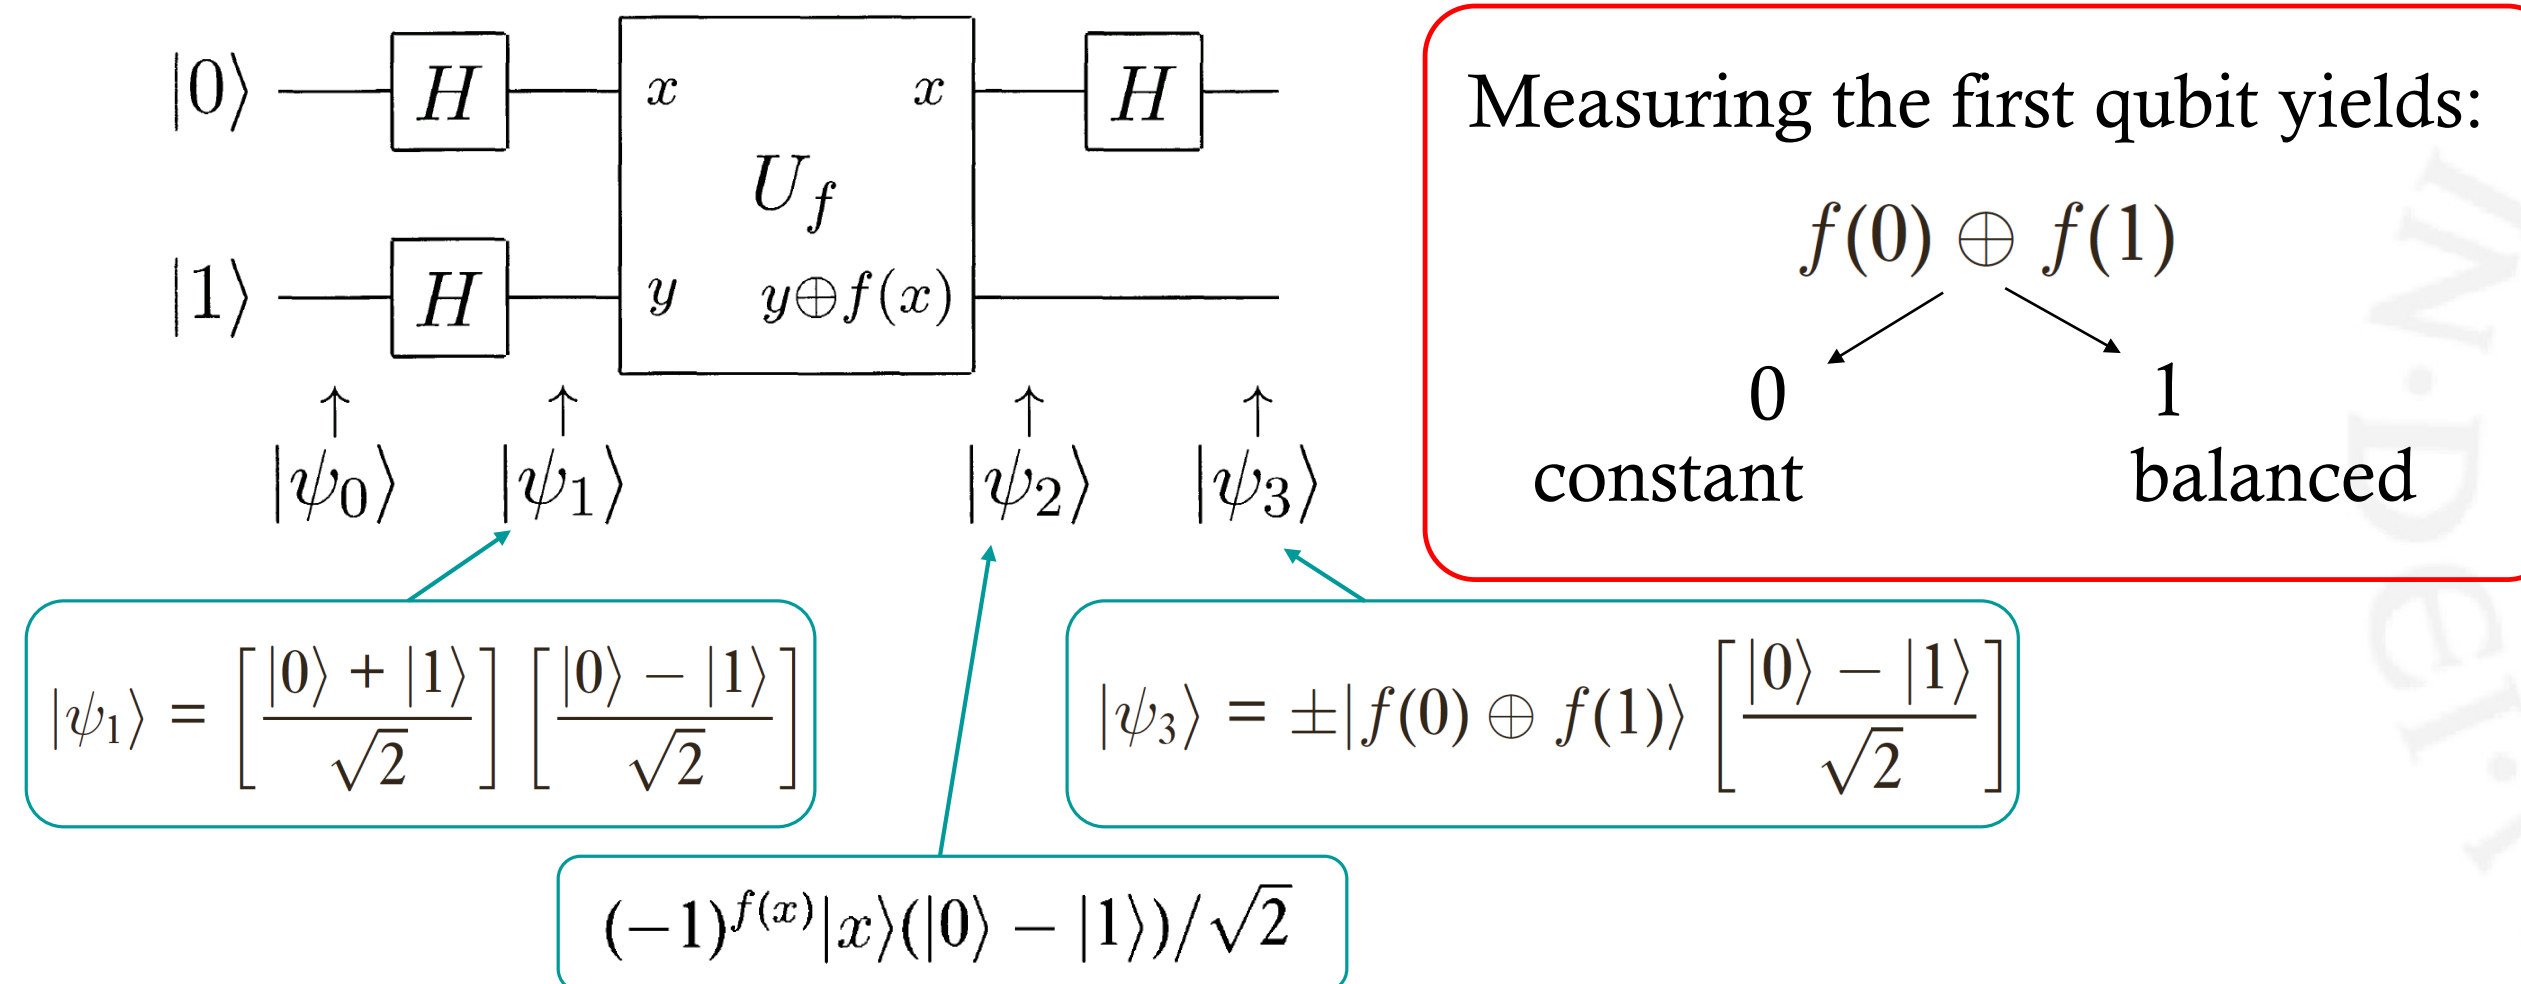 |0⟩ H x x H
U_f
|1⟩ H y y⊕f(x)
↑ ↑ ↑ ↑
|ψ₀⟩ |ψ₁⟩ |ψ₂⟩ |ψ₃⟩
Measuring the first qubit yields:
f(0) ⊕ f(1)
0 1
constant balanced
|ψ₁⟩ = [(|0⟩ + |1⟩)/√2] [(|0⟩ − |1⟩)/√2]
|ψ₃⟩ = ±|f(0) ⊕ f(1)⟩ [(|0⟩ − |1⟩)/√2]
(−1)^{f(x)}|x⟩(|0⟩ − |1⟩)/√2